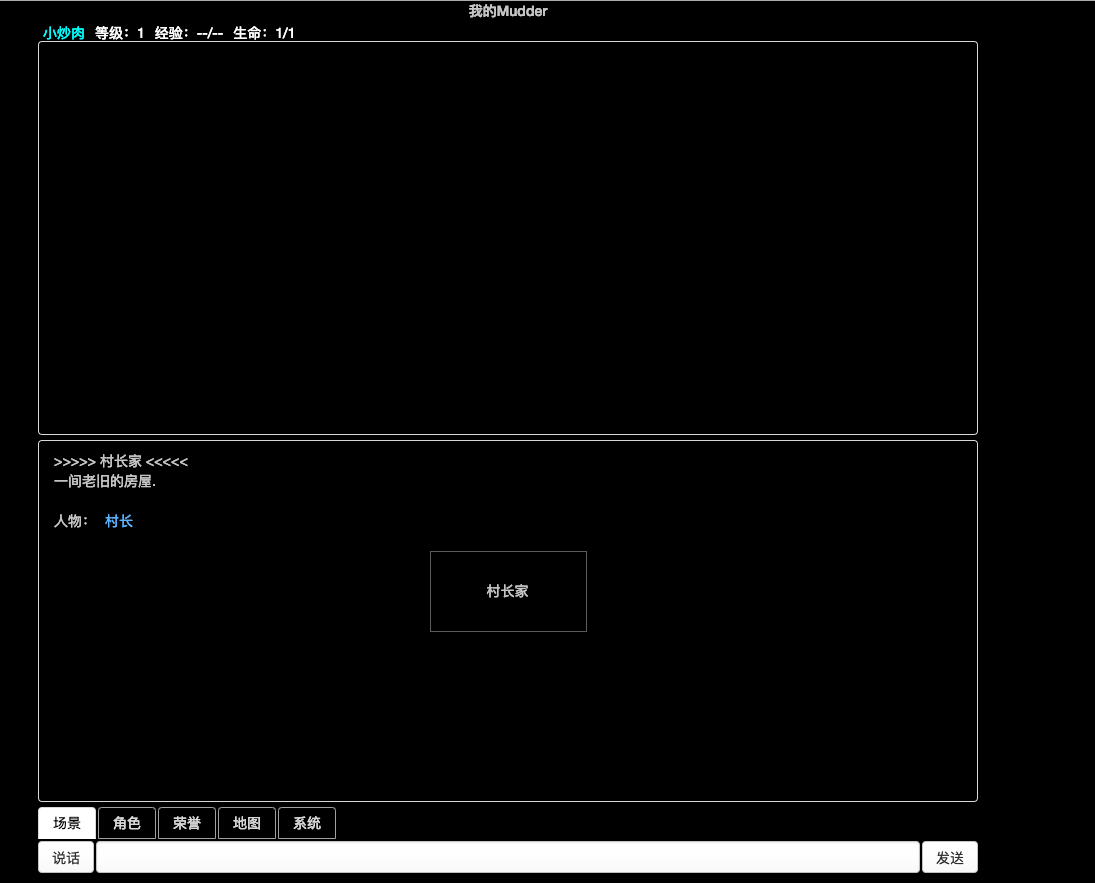 我的Mudder
小炒肉 等级：1 经验：--/-- 生命：1/1
>>>>> 村长家 <<<<<
一间老旧的房屋.
人物： 村长
村长家
场景 角色 荣誉 地图 系统
说话 发送